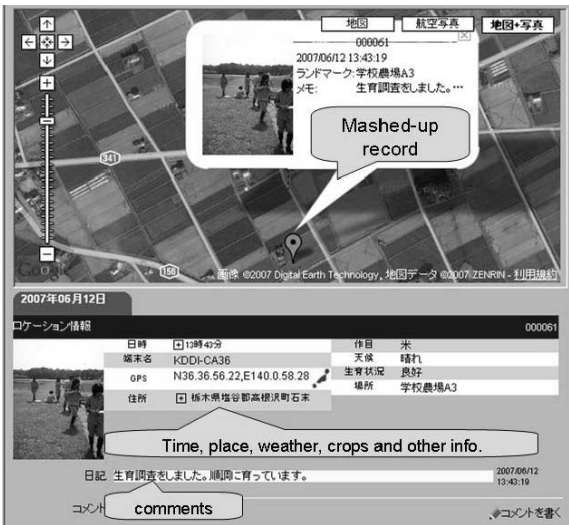 地図 航空写真 地図+写真
000061
2007/06/12 13:43:19
ランドマーク:学校農場A3
メモ: 生育調査をしました。…
Mashed-up
record
341
156
Google
画像 ©2007 Digital Earth Technology, 地図データ ©2007 ZENRIN - 利用規約
2007年06月12日
ロケーション情報 000061
日時 13時43分 作目 米
端末名 KDDI-CA36 天候 晴れ
GPS N36.36.56.22,E140.0.58.28 生育状況 良好
住所 栃木県塩谷郡高根沢町石末 場所 学校農場A3
Time, place, weather, crops and other info.
日記 生育調査をしました。順調に育っています。 2007/06/12
13:43:19
コメント
comments
コメントを書く